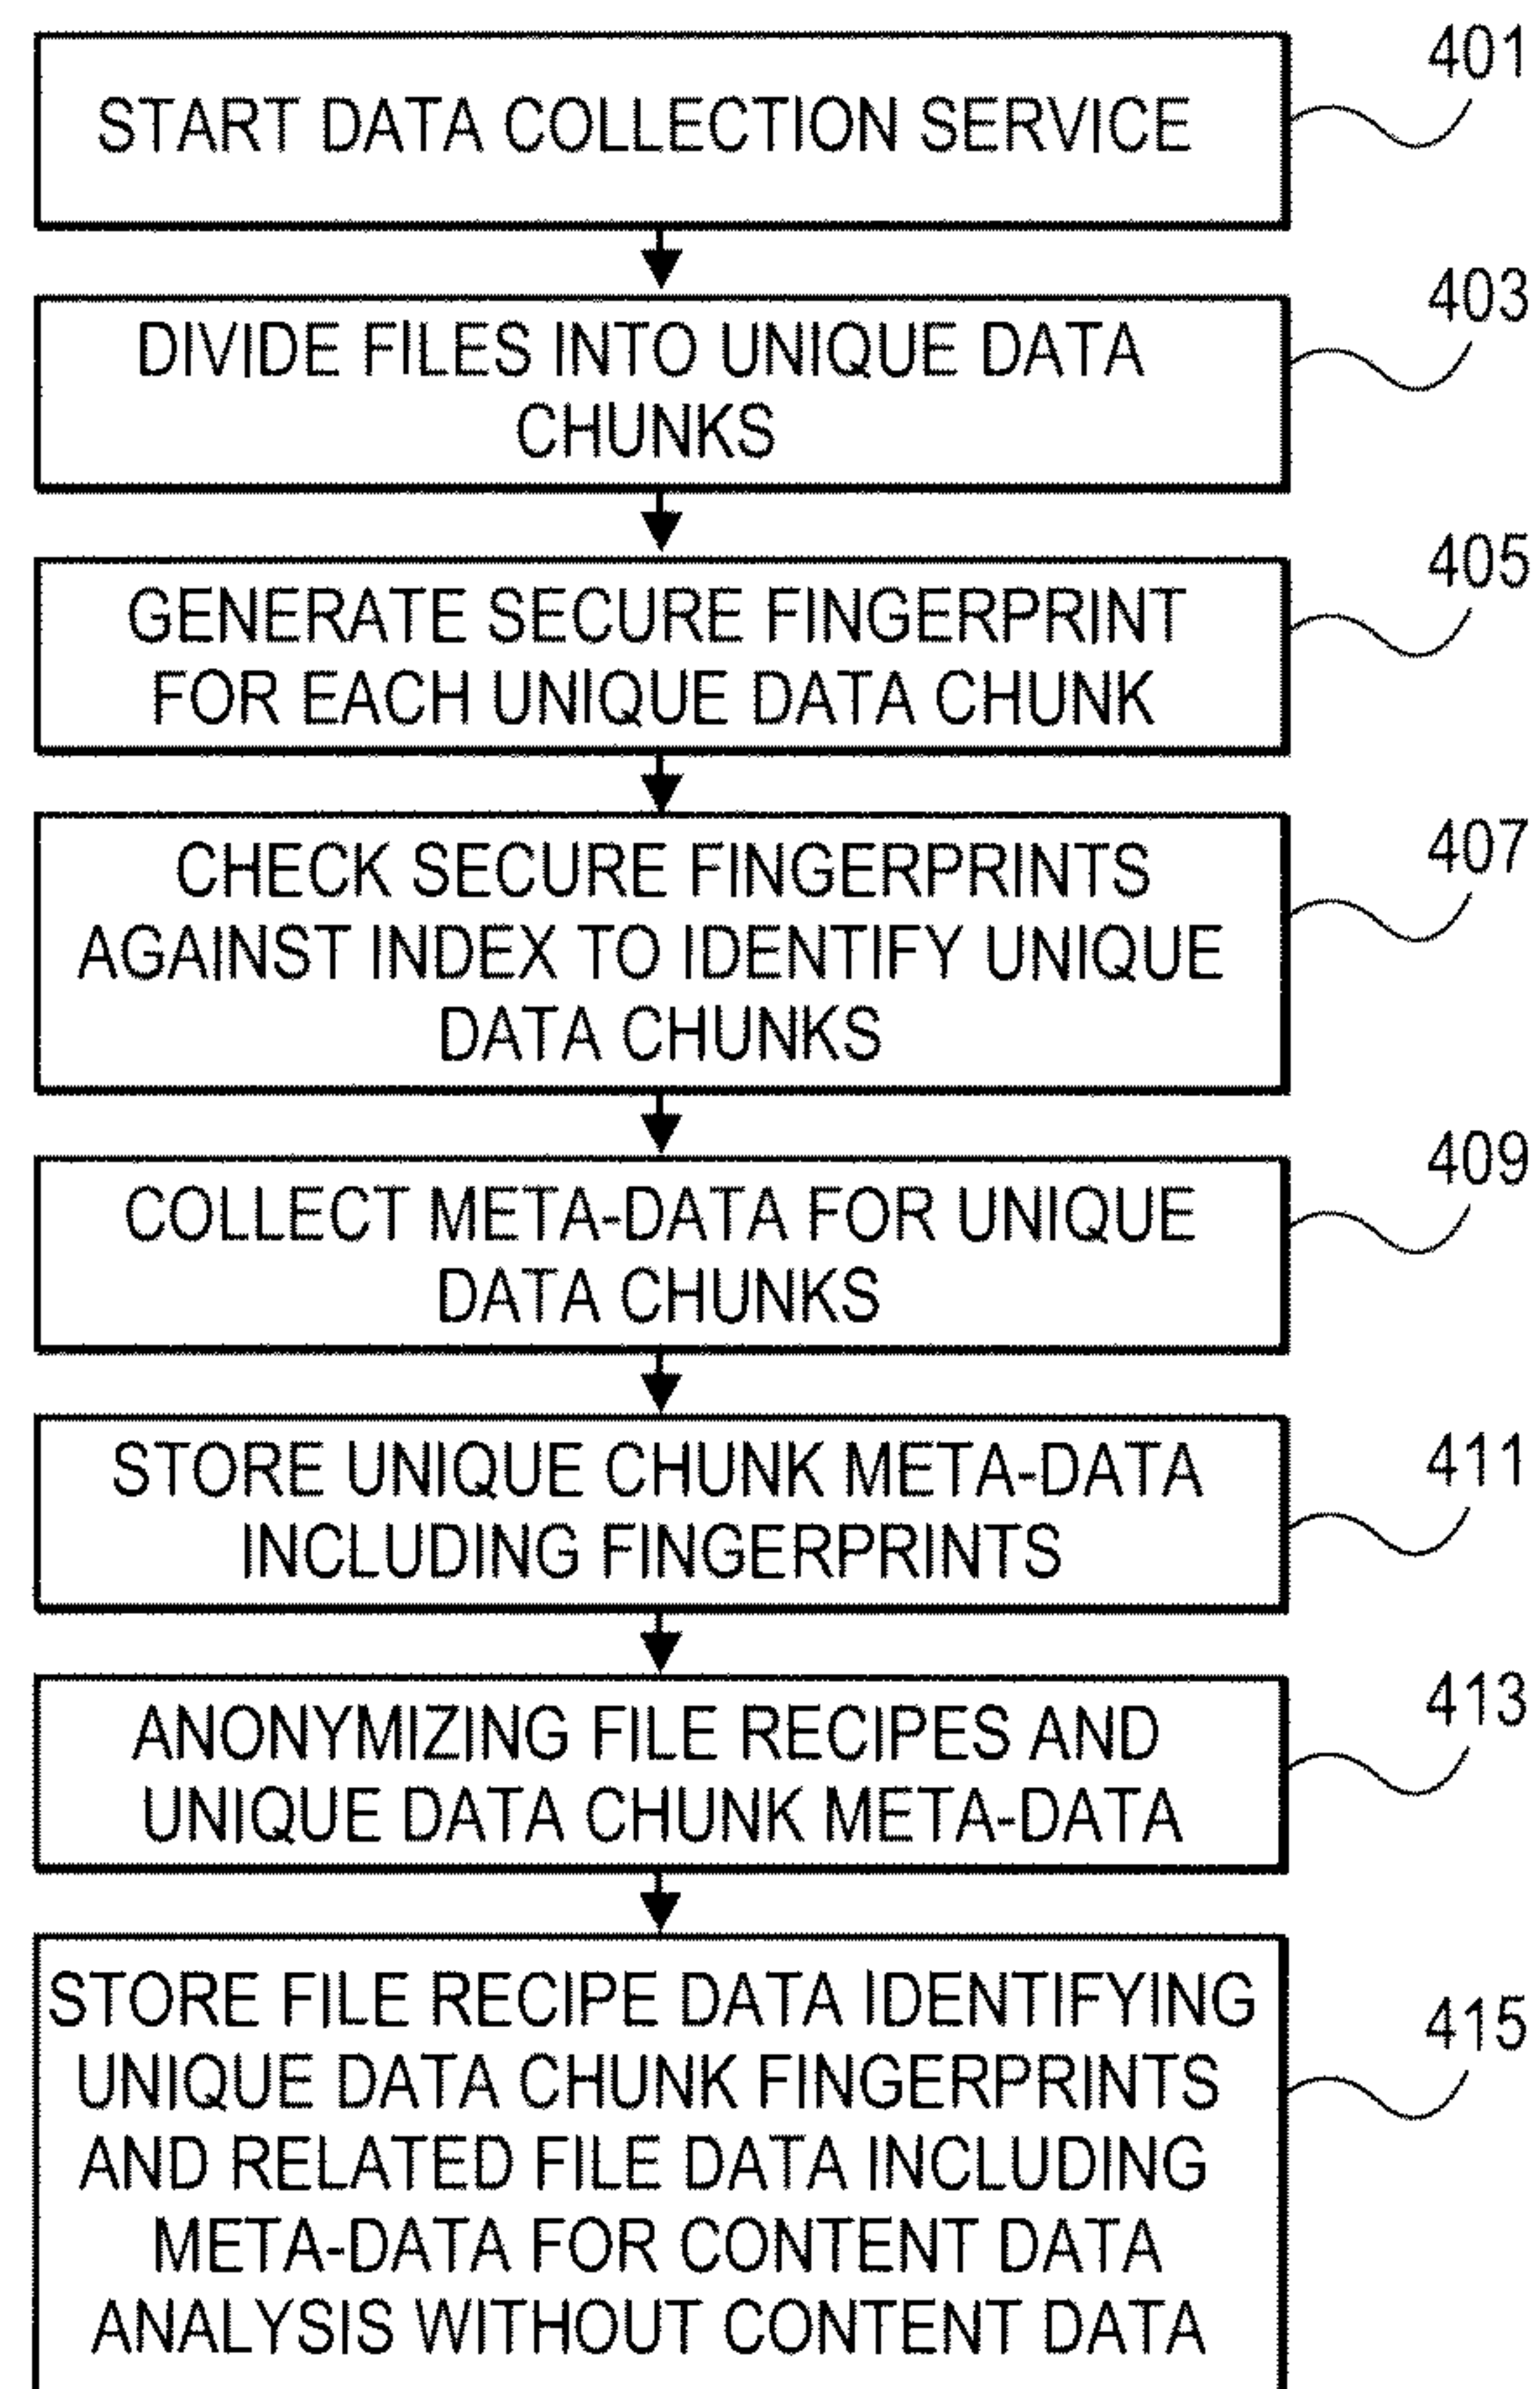 START DATA COLLECTION SERVICE
401
DIVIDE FILES INTO UNIQUE DATA
CHUNKS
403
GENERATE SECURE FINGERPRINT
FOR EACH UNIQUE DATA CHUNK
405
CHECK SECURE FINGERPRINTS
AGAINST INDEX TO IDENTIFY UNIQUE
DATA CHUNKS
407
COLLECT META-DATA FOR UNIQUE
DATA CHUNKS
409
STORE UNIQUE CHUNK META-DATA
INCLUDING FINGERPRINTS
411
ANONYMIZING FILE RECIPES AND
UNIQUE DATA CHUNK META-DATA
413
STORE FILE RECIPE DATA IDENTIFYING
UNIQUE DATA CHUNK FINGERPRINTS
AND RELATED FILE DATA INCLUDING
META-DATA FOR CONTENT DATA
ANALYSIS WITHOUT CONTENT DATA
415